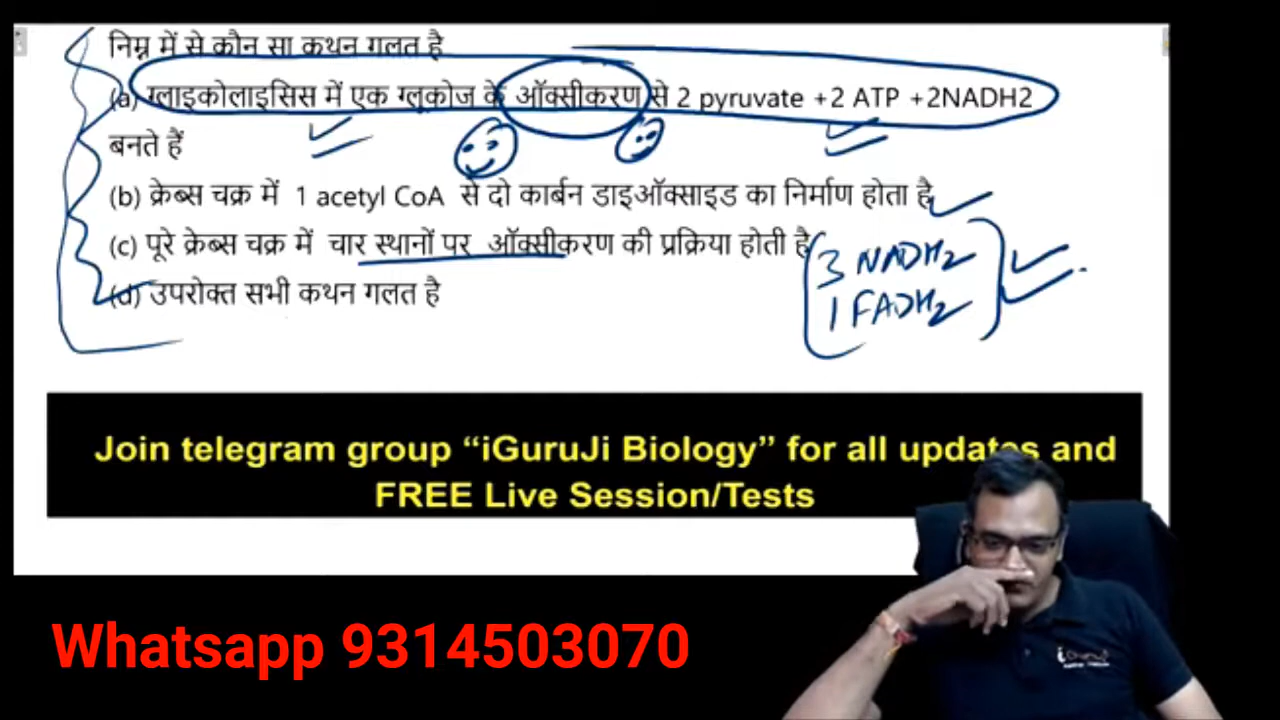 निम्न में से कौन सा कथन गलत है
(a) ग्लाइकोलाइसिस में एक ग्लूकोज के ऑक्सीकरण से 2 pyruvate +2 ATP +2NADH2
बनते हैं
(b) क्रेब्स चक्र में 1 acetyl CoA से दो कार्बन डाइऑक्साइड का निर्माण होता है
(c) पूरे क्रेब्स चक्र में चार स्थानों पर ऑक्सीकरण की प्रक्रिया होती है
3 NADH2
(d) उपरोक्त सभी कथन गलत है
1 FADH2
Join telegram group “iGuruJi Biology” for all updates and
FREE Live Session/Tests
Whatsapp 9314503070
iGuruJi